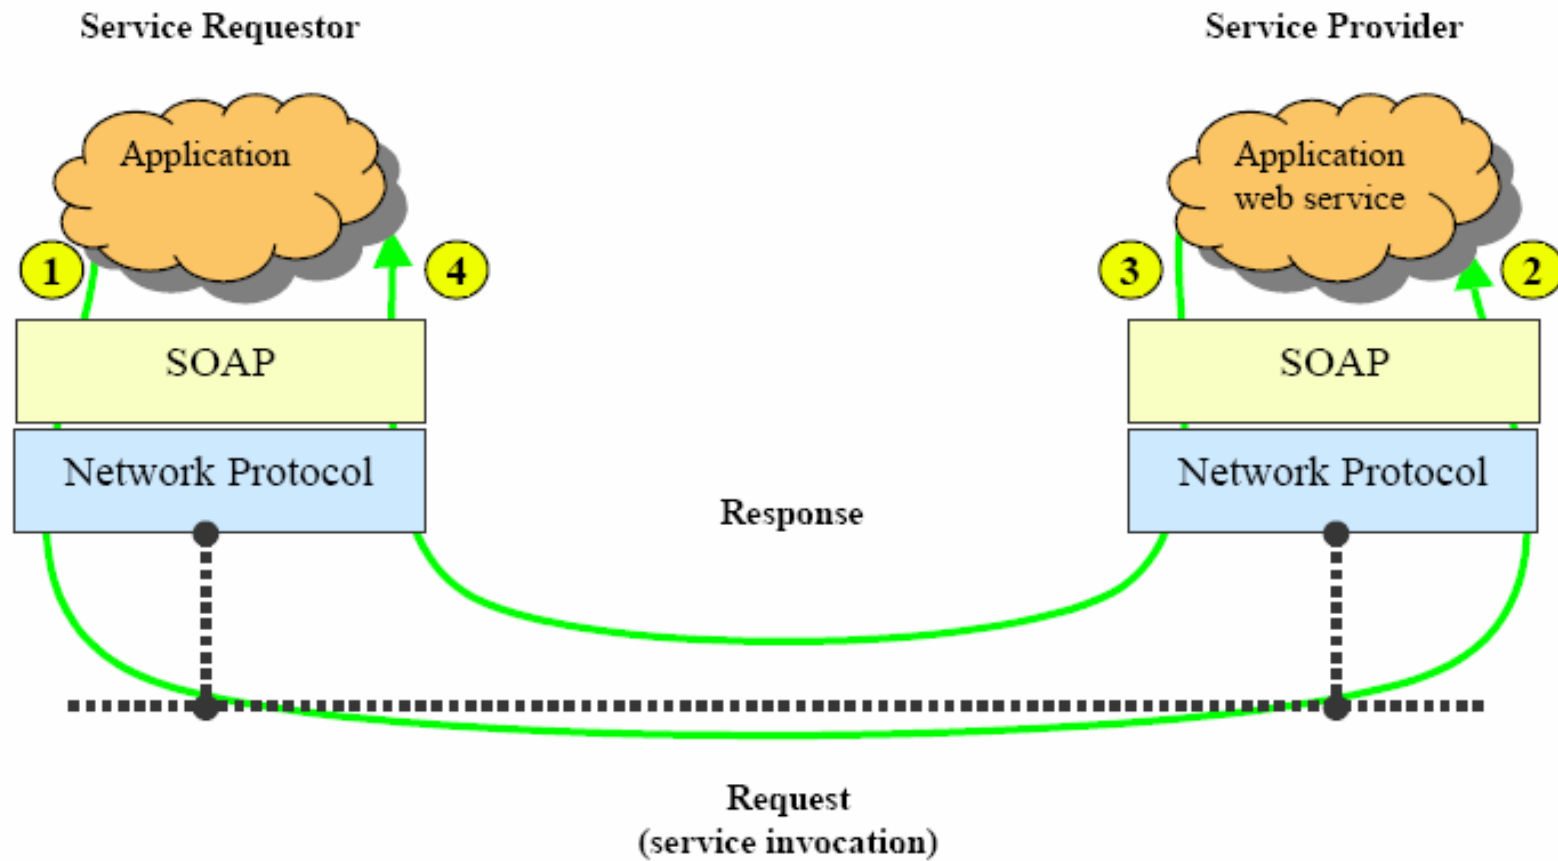 Service Requestor
Service Provider
Application
Application
web service
1
4
3
2
SOAP
SOAP
Network Protocol
Network Protocol
Response
Request
(service invocation)